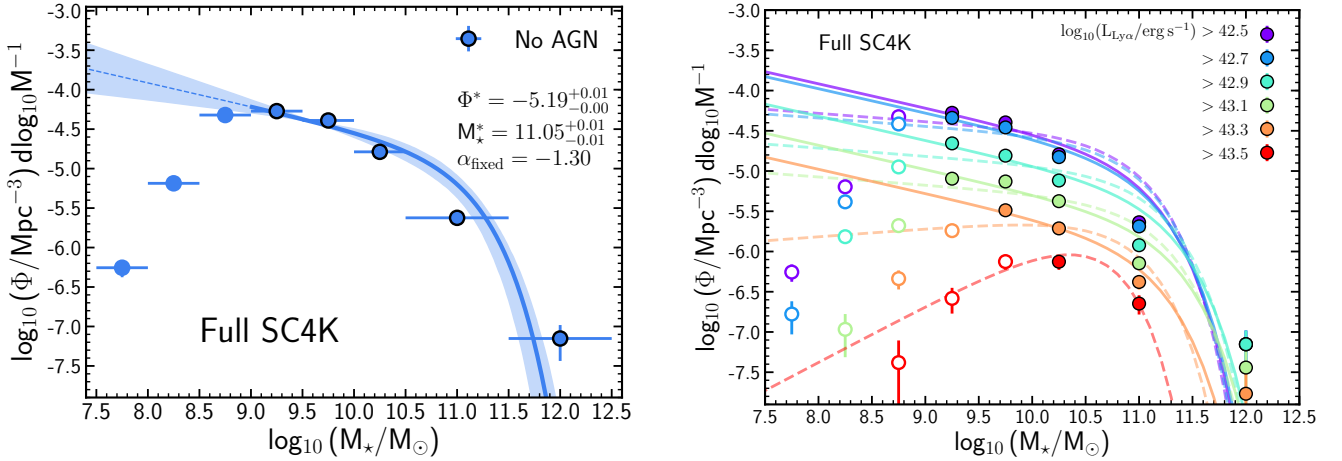 No AGN
Φ* = −5.19 +0.01 −0.00
M⋆* = 11.05 +0.01 −0.01
α_fixed = −1.30
Full SC4K
-3.0
-3.5
-4.0
-4.5
-5.0
-5.5
-6.0
-6.5
-7.0
-7.5
log10 (Φ/Mpc−3) dlog10M−1
7.5 8.0 8.5 9.0 9.5 10.0 10.5 11.0 11.5 12.0 12.5
log10 (M⋆/M⊙)
Full SC4K
log10(LLyα/erg s−1) > 42.5
> 42.7
> 42.9
> 43.1
> 43.3
> 43.5
-3.0
-3.5
-4.0
-4.5
-5.0
-5.5
-6.0
-6.5
-7.0
-7.5
log10 (Φ/Mpc−3) dlog10M−1
7.5 8.0 8.5 9.0 9.5 10.0 10.5 11.0 11.5 12.0 12.5
log10 (M⋆/M⊙)